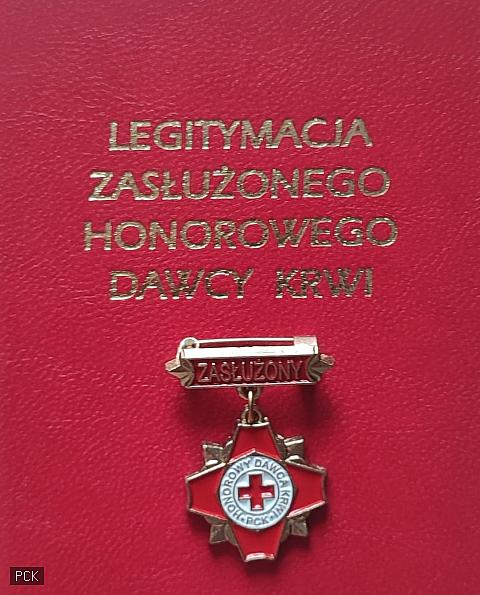 LEGITYMACJA
ZASŁUŻONEGO
HONOROWEGO
DAWCY KRWI
ZASŁUŻONY
HONOROWY DAWCA KRWI
PCK
PCK